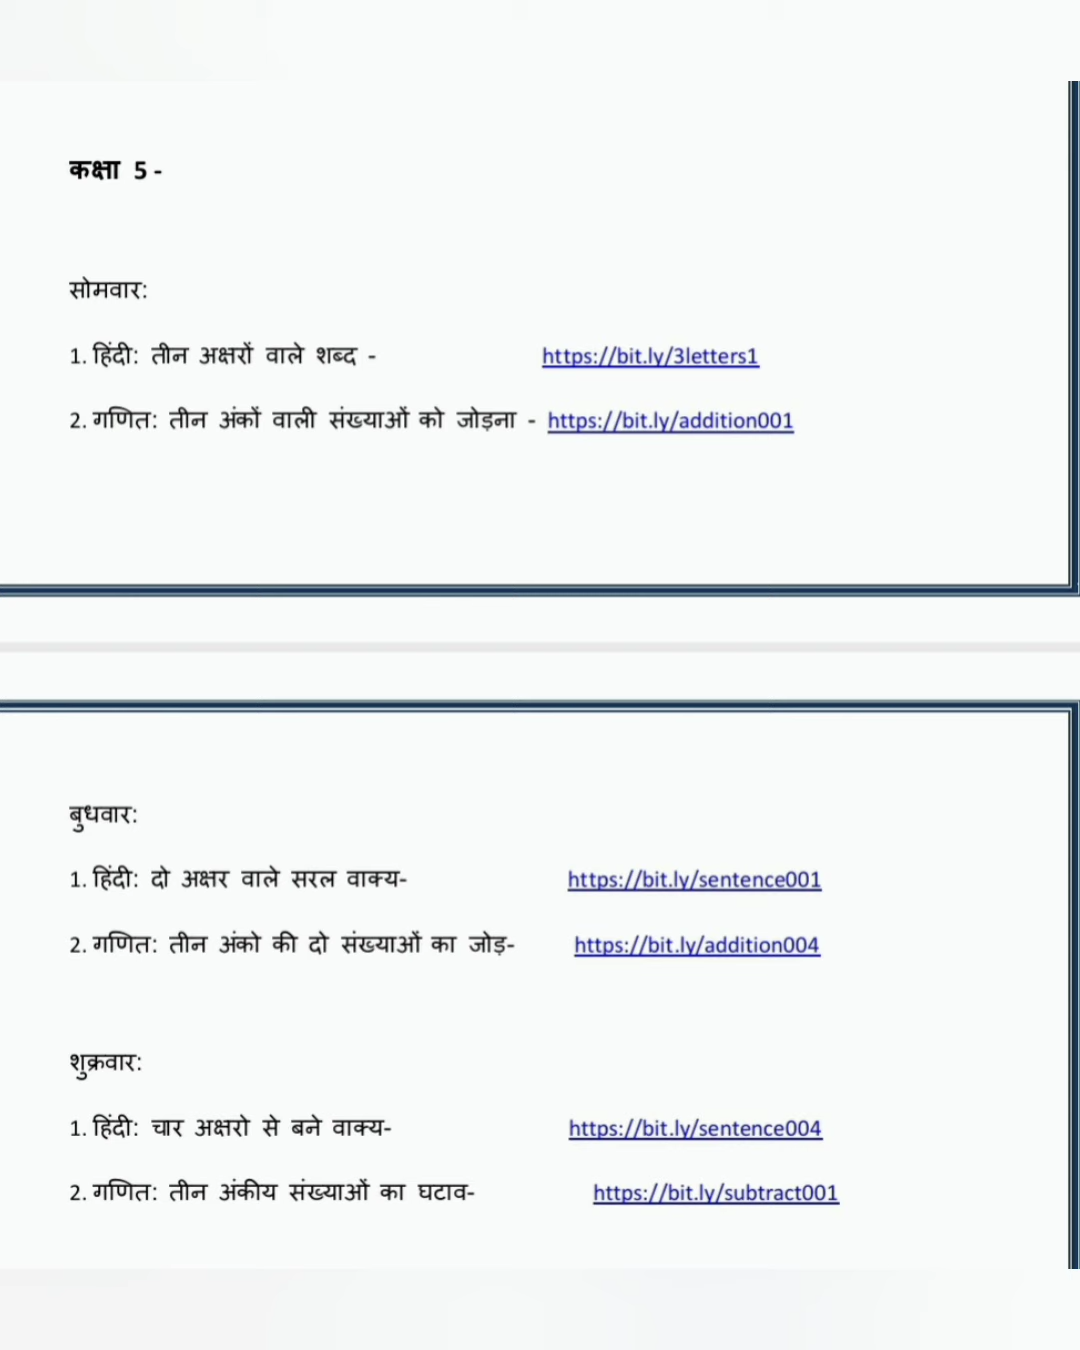 कक्षा 5 -
सोमवार:
1. हिंदी: तीन अक्षरों वाले शब्द - https://bit.ly/3letters1
2. गणित: तीन अंकों वाली संख्याओं को जोड़ना - https://bit.ly/addition001
बुधवार:
1. हिंदी: दो अक्षर वाले सरल वाक्य- https://bit.ly/sentence001
2. गणित: तीन अंको की दो संख्याओं का जोड़- https://bit.ly/addition004
शुक्रवार:
1. हिंदी: चार अक्षरो से बने वाक्य- https://bit.ly/sentence004
2. गणित: तीन अंकीय संख्याओं का घटाव- https://bit.ly/subtract001